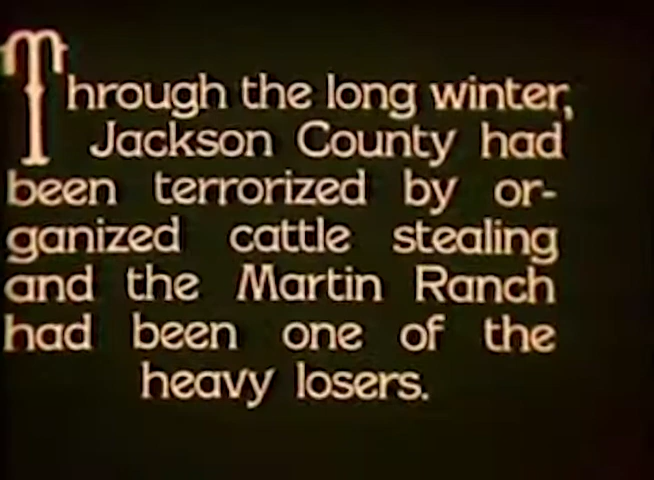 Through the long winter,
Jackson County had
been terrorized by or-
ganized cattle stealing
and the Martin Ranch
had been one of the
heavy losers.